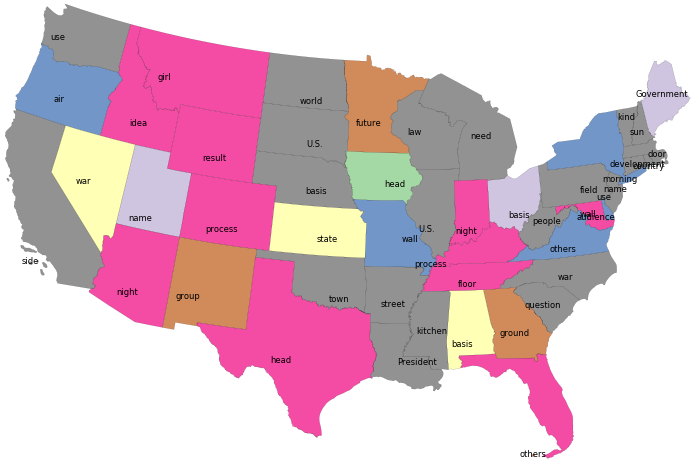 use
girl
Government
air
world
idea
future
law
need
kind
sun
U.S.
result
door
development
country
war
basis
head
morning
field
name
use
name
wall
audience
process
state
wall
U.S.
night
basis
people
others
side
process
night
group
town
street
floor
war
question
kitchen
basis
ground
head
President
others